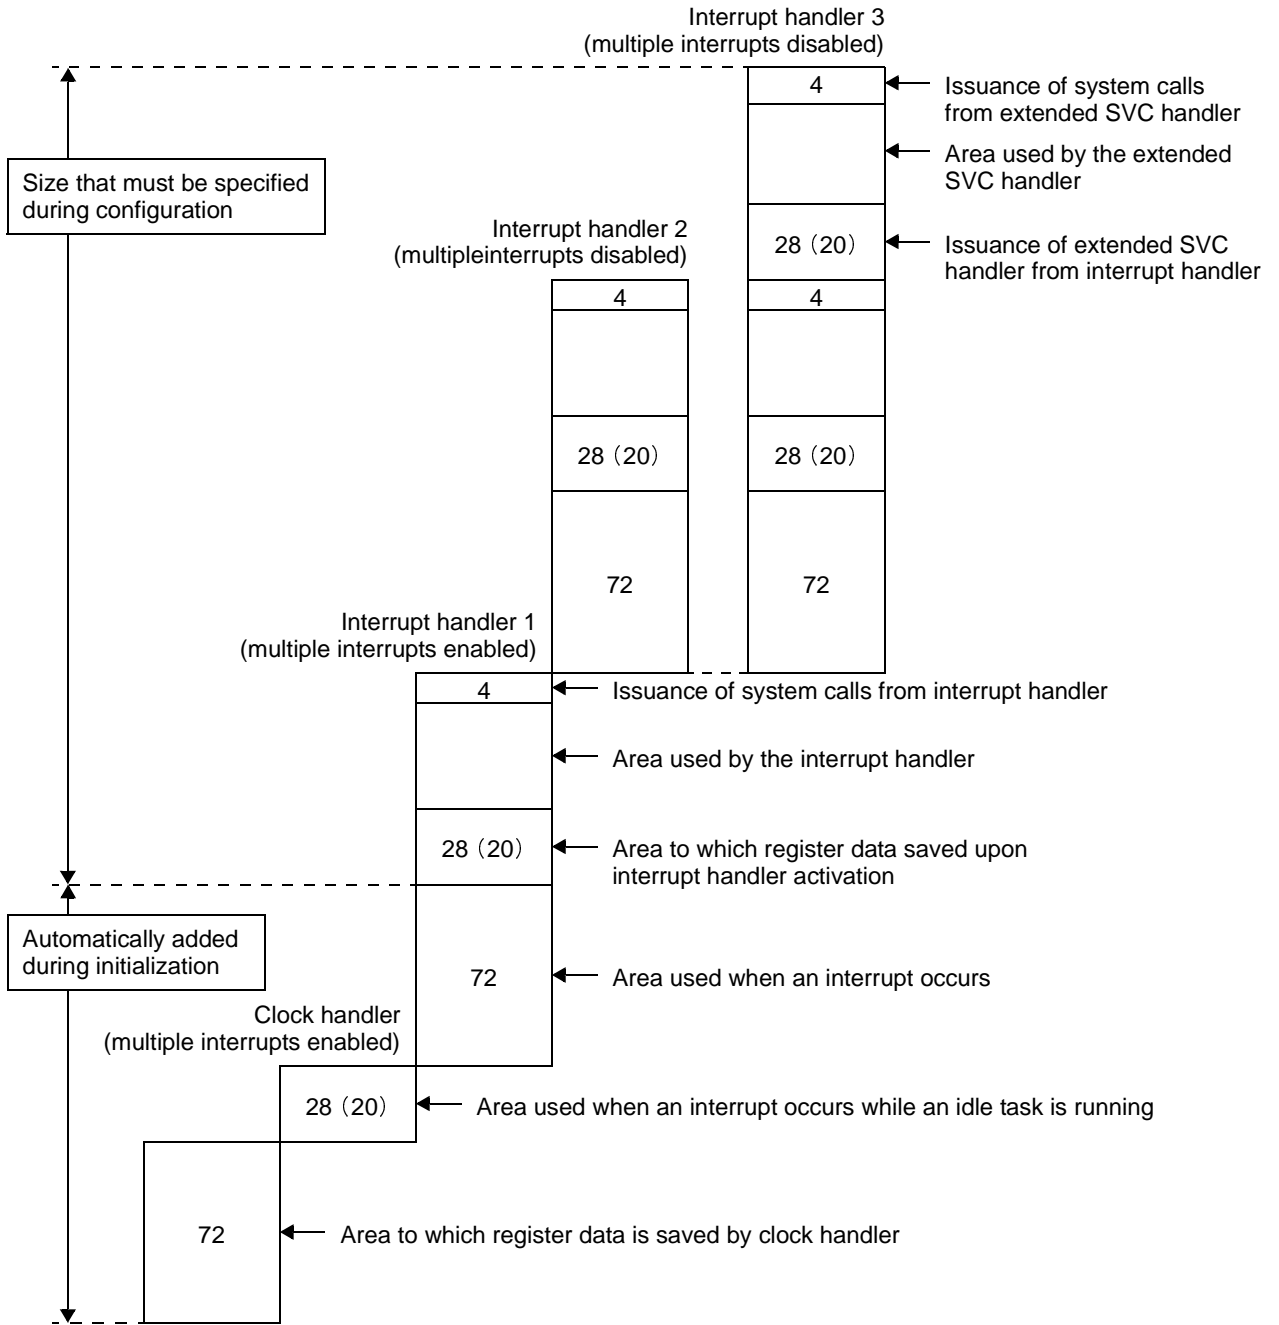 Interrupt handler 3
(multiple interrupts disabled)
4
Issuance of system calls
from extended SVC handler
Area used by the extended
SVC handler
Size that must be specified
during configuration
Interrupt handler 2
(multipleinterrupts disabled)
28 (20)
Issuance of extended SVC
handler from interrupt handler
4
4
28 (20)
28 (20)
72
72
Interrupt handler 1
(multiple interrupts enabled)
4
Issuance of system calls from interrupt handler
Area used by the interrupt handler
28 (20)
Area to which register data saved upon
interrupt handler activation
Automatically added
during initialization
72
Area used when an interrupt occurs
Clock handler
(multiple interrupts enabled)
28 (20)
Area used when an interrupt occurs while an idle task is running
72
Area to which register data is saved by clock handler